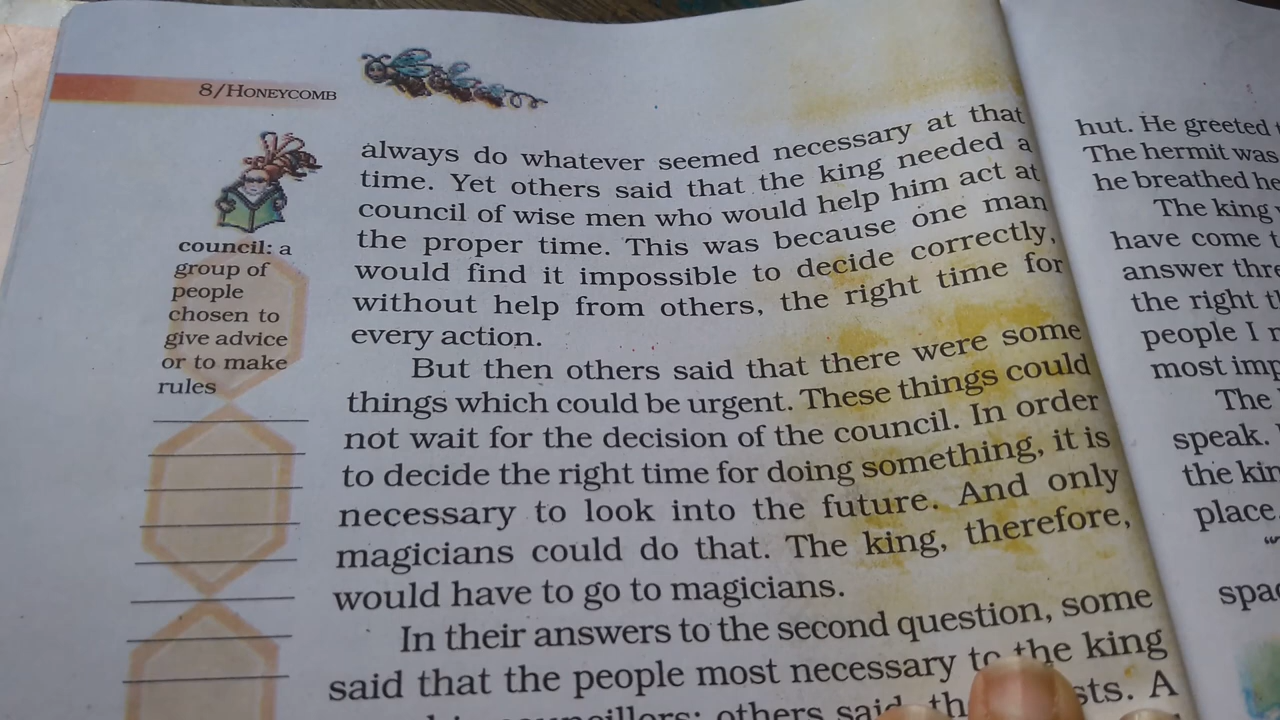 8/HONEYCOMB
always do whatever seemed necessary at that
time. Yet others said that the king needed a
council of wise men who would help him act at
the proper time. This was because one man
would find it impossible to decide correctly,
without help from others, the right time for
every action.
But then others said that there were some
things which could be urgent. These things could
not wait for the decision of the council. In order
to decide the right time for doing something, it is
necessary to look into the future. And only
magicians could do that. The king, therefore,
would have to go to magicians.
In their answers to the second question, some
said that the people most necessary to the king
others said, A
council: a
group of
people
chosen to
give advice
or to make
rules
hut. He greeted
The hermit was
he breathed
The king
have come
answer
the right
people I
most
The
speak.
the
place.